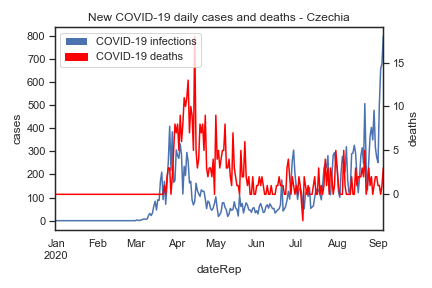 New COVID-19 daily cases and deaths - Czechia
COVID-19 infections
COVID-19 deaths
800
700
600
500
400
300
200
100
0
cases
15
10
5
0
deaths
Jan Feb Mar Apr May Jun Jul Aug Sep
2020
dateRep